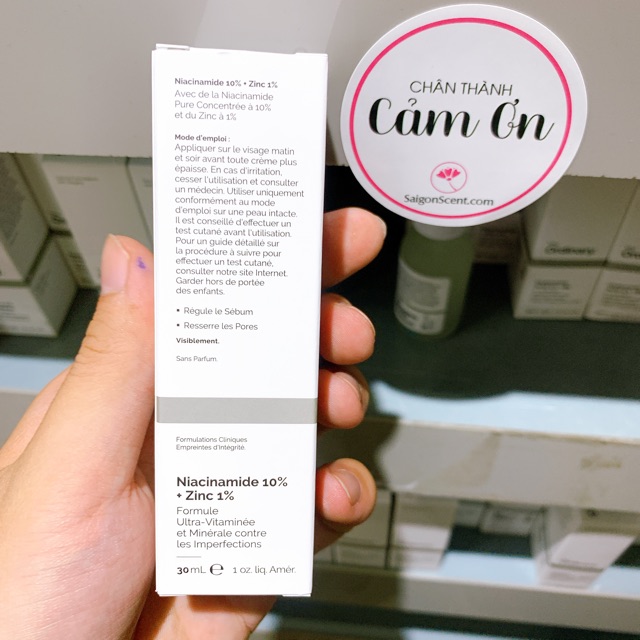 Niacinamide 10% + Zinc 1%
Avec de la Niacinamide
Pure Concentrée à 10%
et du Zinc à 1%
Mode d'emploi :
Appliquer sur le visage matin
et soir avant toute crème plus
épaisse. En cas d'irritation,
cesser l'utilisation et consulter
un médecin. Utiliser uniquement
conformément au mode
d'emploi sur une peau intacte.
Il est conseillé d'effectuer un
test cutané avant l'utilisation.
Pour un guide détaillé sur
la procédure à suivre pour
effectuer un test cutané,
consulter notre site Internet.
Garder hors de portée
des enfants.
• Régule le Sébum
• Resserre les Pores
Visiblement.
Sans Parfum.
Formulations Cliniques
Empreintes d'Intégrité.
Niacinamide 10%
+ Zinc 1%
Formule
Ultra-Vitaminée
et Minérale contre
les Imperfections
30 mL ℮ 1 oz. liq. Amér.
CHÂN THÀNH
Cảm Ơn
SaigonScent.com